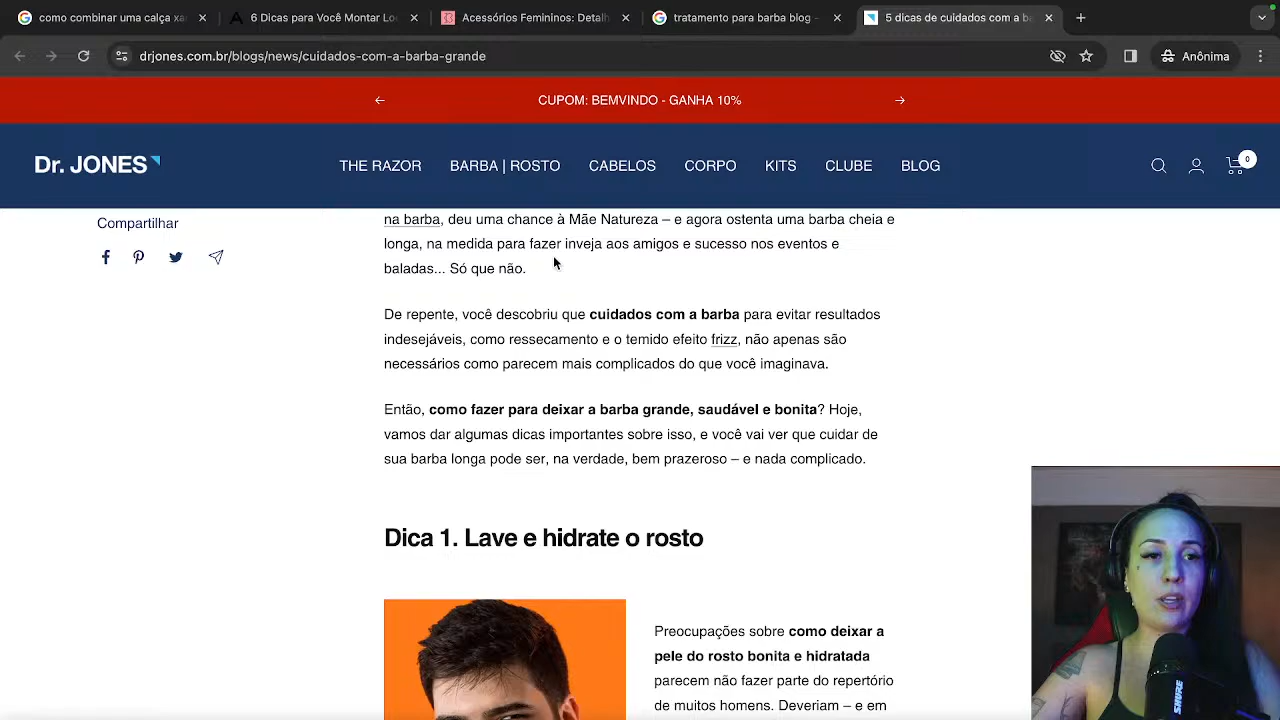 como combinar uma calça xa
6 Dicas para Você Montar Lo
Acessórios Femininos: Detalh
tratamento para barba blog –
5 dicas de cuidados com a be
drjones.com.br/blogs/news/cuidados-com-a-barba-grande
Anônima
CUPOM: BEMVINDO - GANHA 10%
Dr. JONES
THE RAZOR
BARBA | ROSTO
CABELOS
CORPO
KITS
CLUBE
BLOG
0
Compartilhar
na barba, deu uma chance à Mãe Natureza – e agora ostenta uma barba cheia e
longa, na medida para fazer inveja aos amigos e sucesso nos eventos e
baladas... Só que não.
De repente, você descobriu que cuidados com a barba para evitar resultados
indesejáveis, como ressecamento e o temido efeito frizz, não apenas são
necessários como parecem mais complicados do que você imaginava.
Então, como fazer para deixar a barba grande, saudável e bonita? Hoje,
vamos dar algumas dicas importantes sobre isso, e você vai ver que cuidar de
sua barba longa pode ser, na verdade, bem prazeroso – e nada complicado.
Dica 1. Lave e hidrate o rosto
Preocupações sobre como deixar a
pele do rosto bonita e hidratada
parecem não fazer parte do repertório
de muitos homens. Deveriam – e em